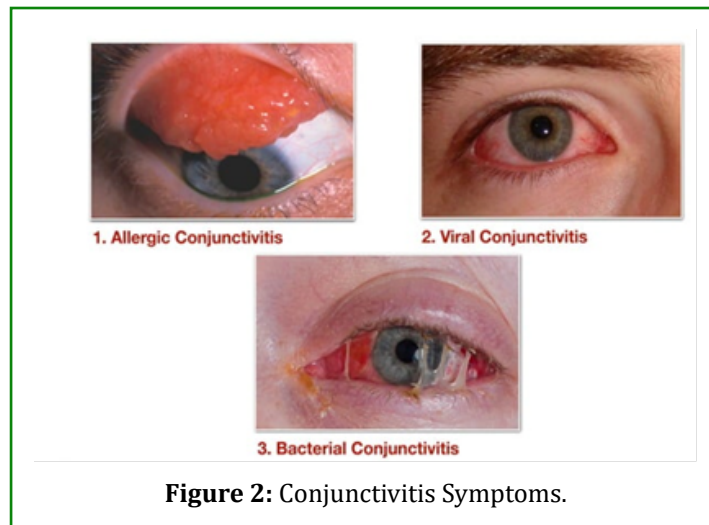 1. Allergic Conjunctivitis
2. Viral Conjunctivitis
3. Bacterial Conjunctivitis
Figure 2: Conjunctivitis Symptoms.